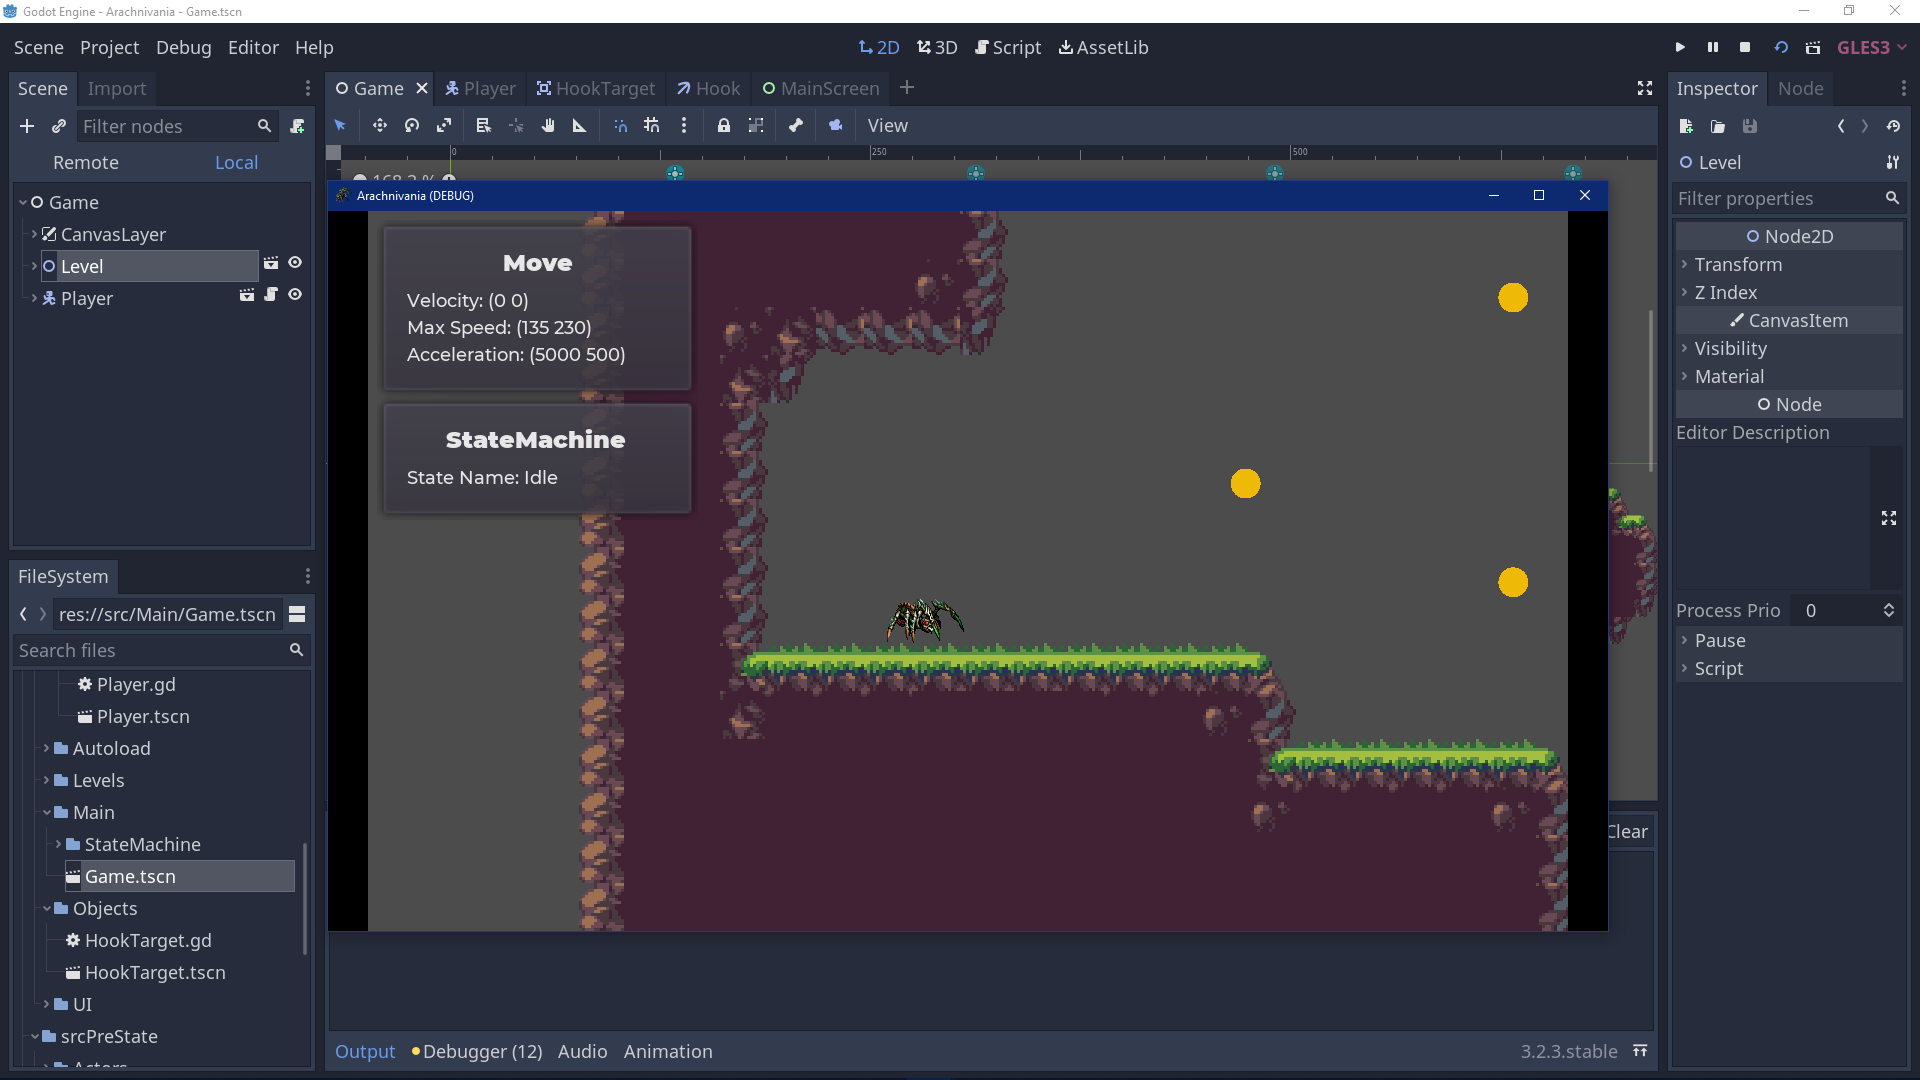 Godot Engine - Arachnivania - Game.tscn
Scene Project Debug Editor Help
2D 3D Script AssetLib
GLES3
Scene Import
Game Player HookTarget Hook MainScreen
Inspector Node
Filter nodes
View
Remote Local
0 250 500
Level
Filter properties
Game
CanvasLayer
Level
Player
Arachnivania (DEBUG)
Move
Velocity: (0 0)
Max Speed: (135 230)
Acceleration: (5000 500)
StateMachine
State Name: Idle
Node2D
Transform
Z Index
CanvasItem
Visibility
Material
Node
Editor Description
Process Prio 0
Pause
Script
FileSystem
res://src/Main/Game.tscn
Search files
Player.gd
Player.tscn
Autoload
Levels
Main
StateMachine
Game.tscn
Objects
HookTarget.gd
HookTarget.tscn
UI
srcPreState
Actors
Clear
Output Debugger (12) Audio Animation
3.2.3.stable